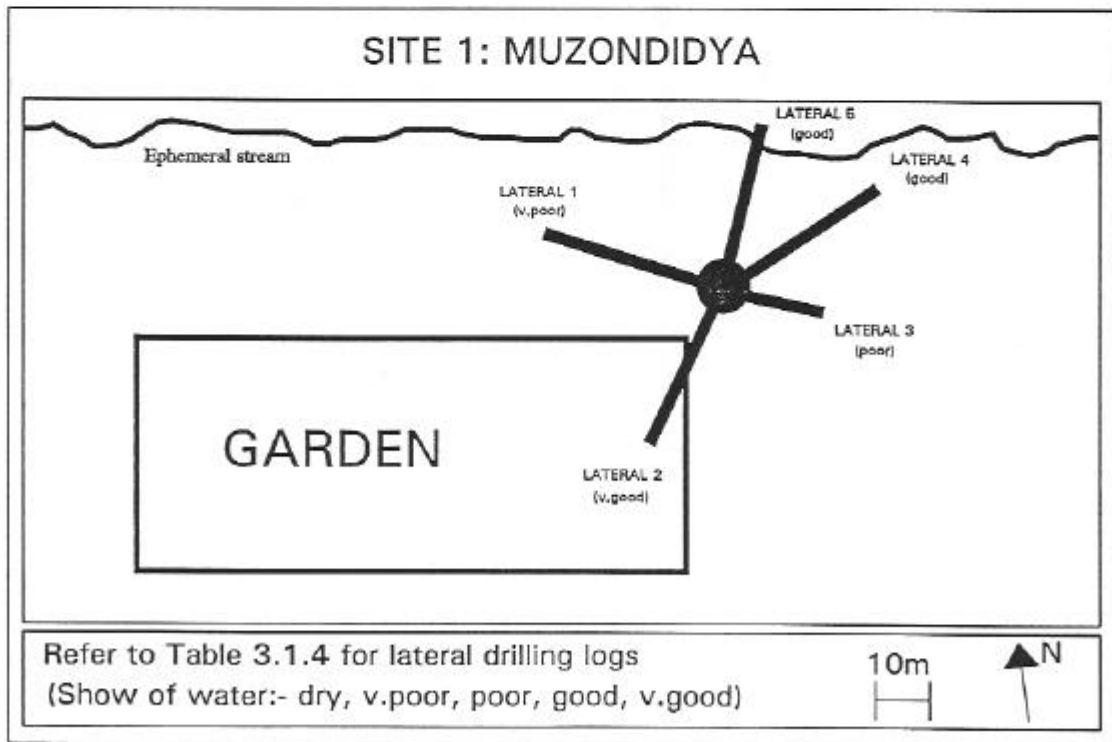 SITE 1: MUZONDIDYA
LATERAL 5
(good)
Ephemeral stream
LATERAL 4
(good)
LATERAL 1
(v.poor)
LATERAL 3
(poor)
GARDEN
LATERAL 2
(v.good)
Refer to Table 3.1.4 for lateral drilling logs
(Show of water:- dry, v.poor, poor, good, v.good)
10m
N